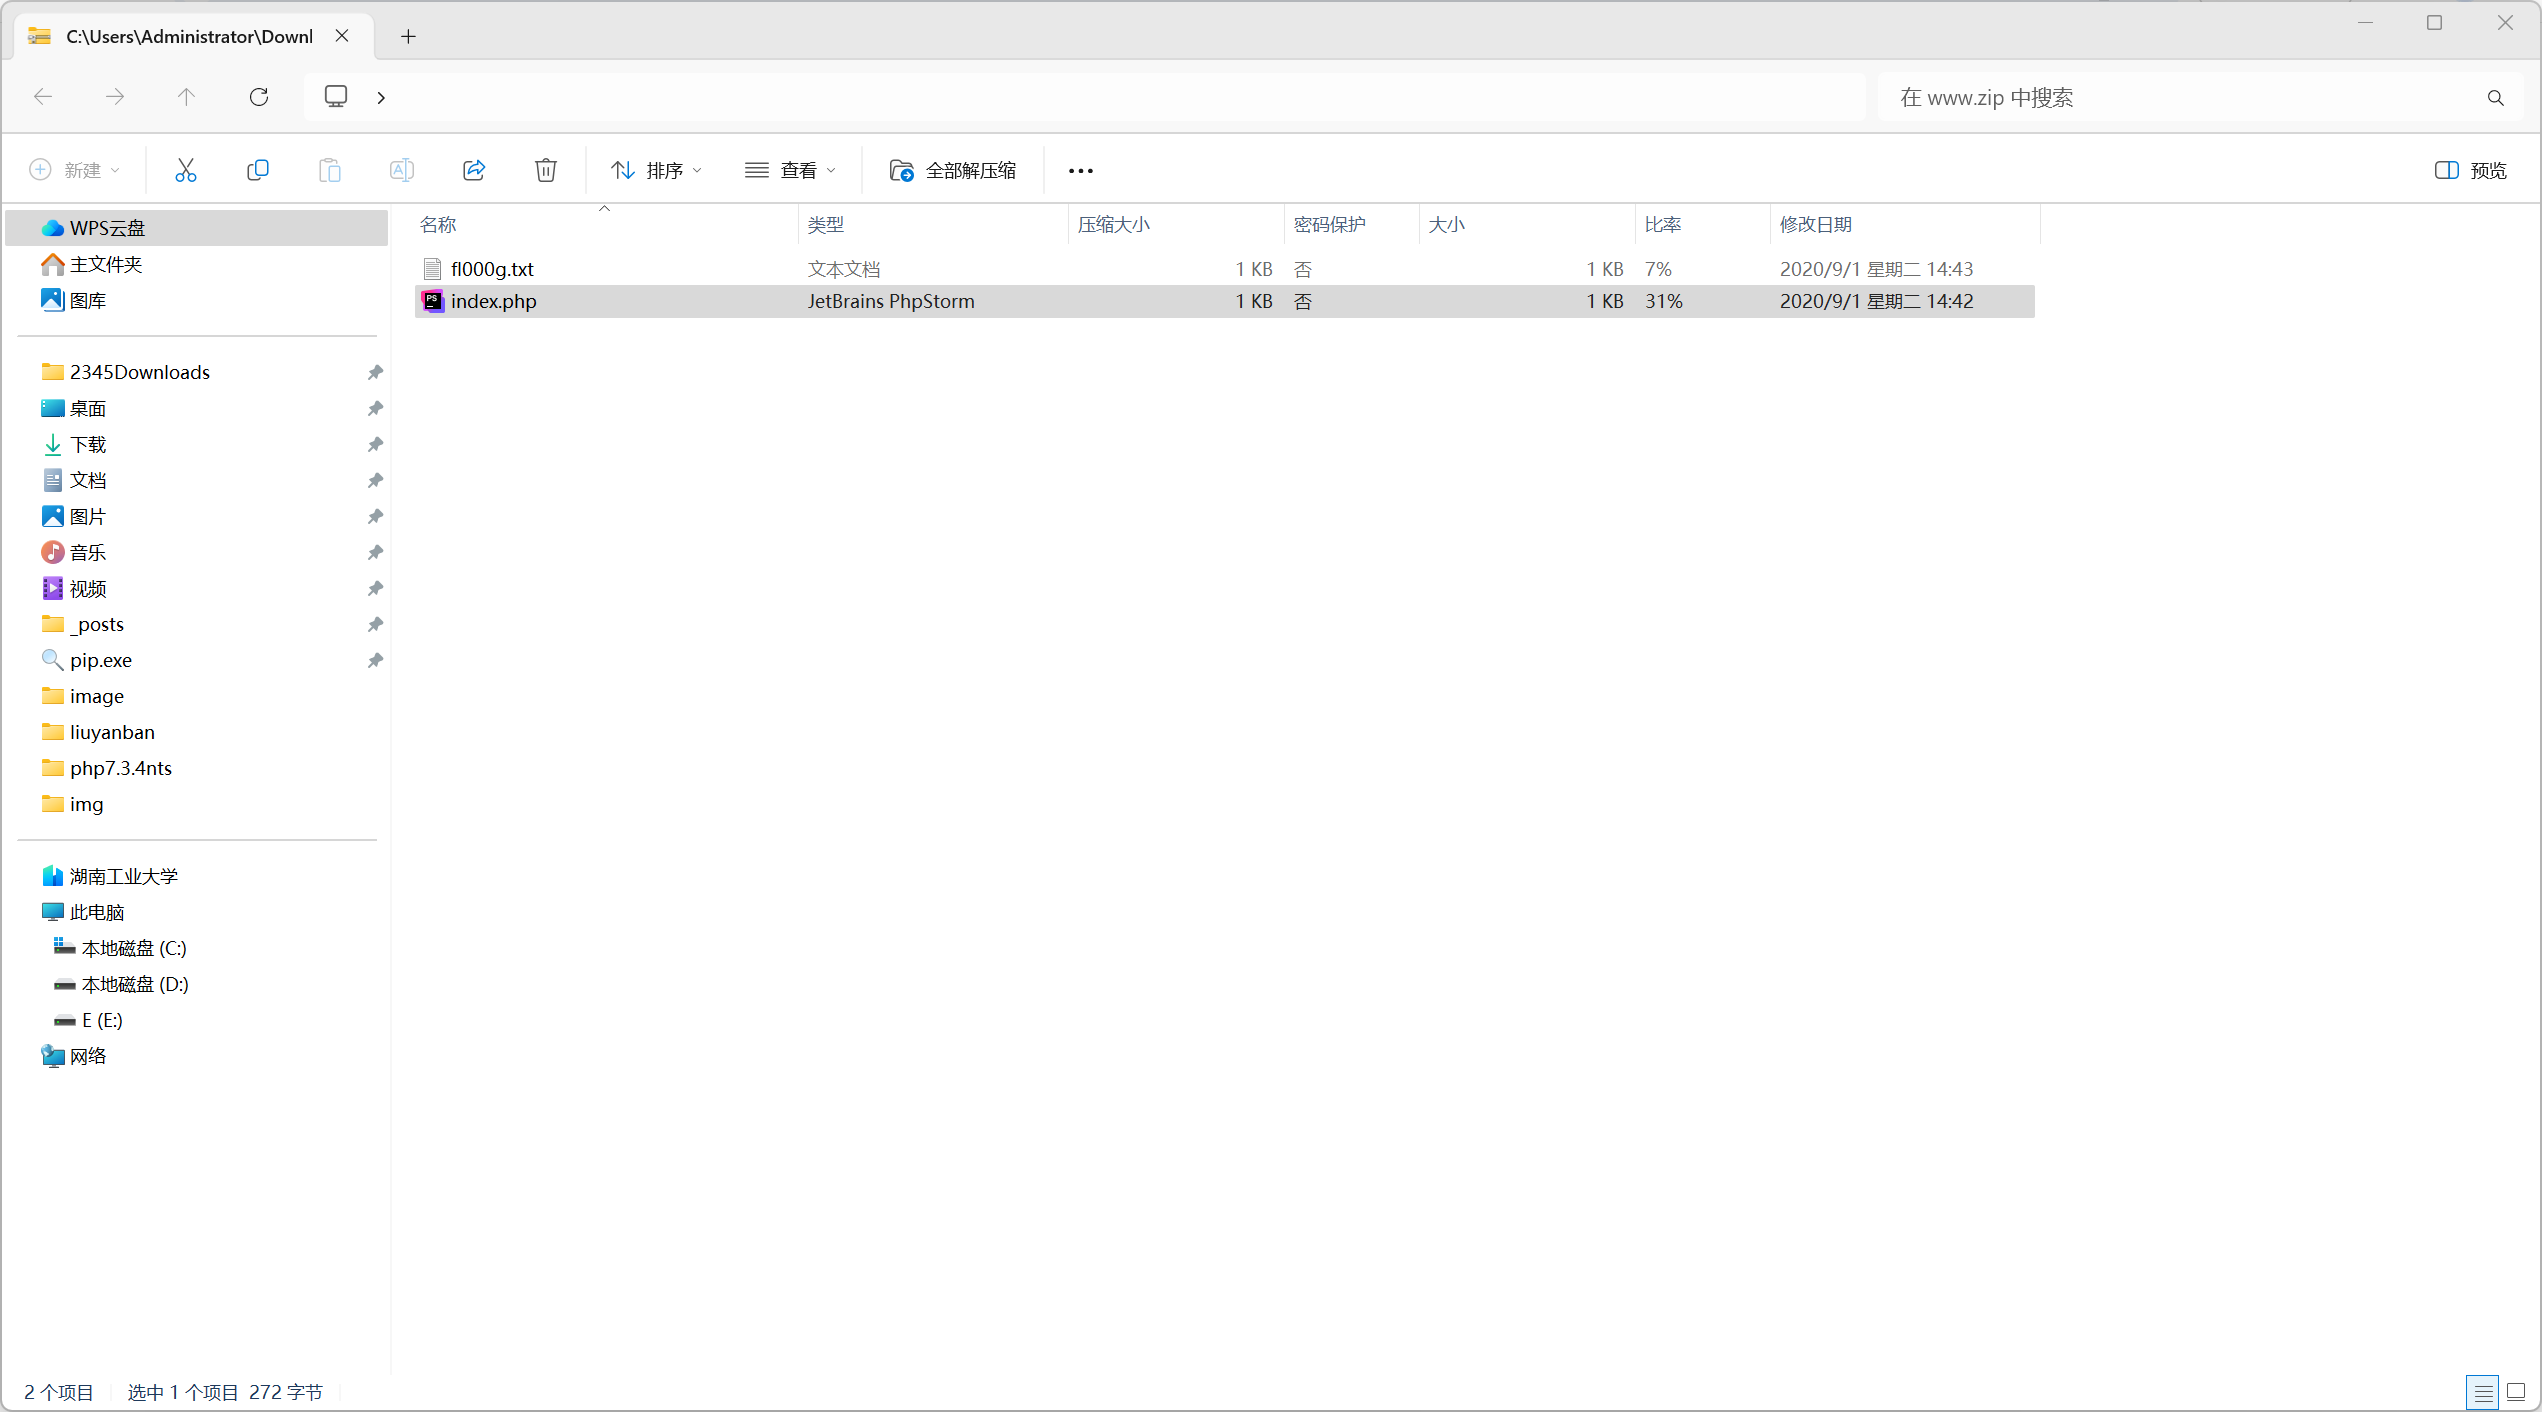 C:\Users\Administrator\Downl
在 www.zip 中搜索
新建
排序
查看
全部解压缩
预览
WPS云盘
主文件夹
图库
2345Downloads
桌面
下载
文档
图片
音乐
视频
_posts
pip.exe
image
liuyanban
php7.3.4nts
img
湖南工业大学
此电脑
本地磁盘 (C:)
本地磁盘 (D:)
E (E:)
网络
名称 类型 压缩大小 密码保护 大小 比率 修改日期
fl000g.txt 文本文档 1 KB 否 1 KB 7% 2020/9/1 星期二 14:43
index.php JetBrains PhpStorm 1 KB 否 1 KB 31% 2020/9/1 星期二 14:42
2 个项目 选中 1 个项目 272 字节